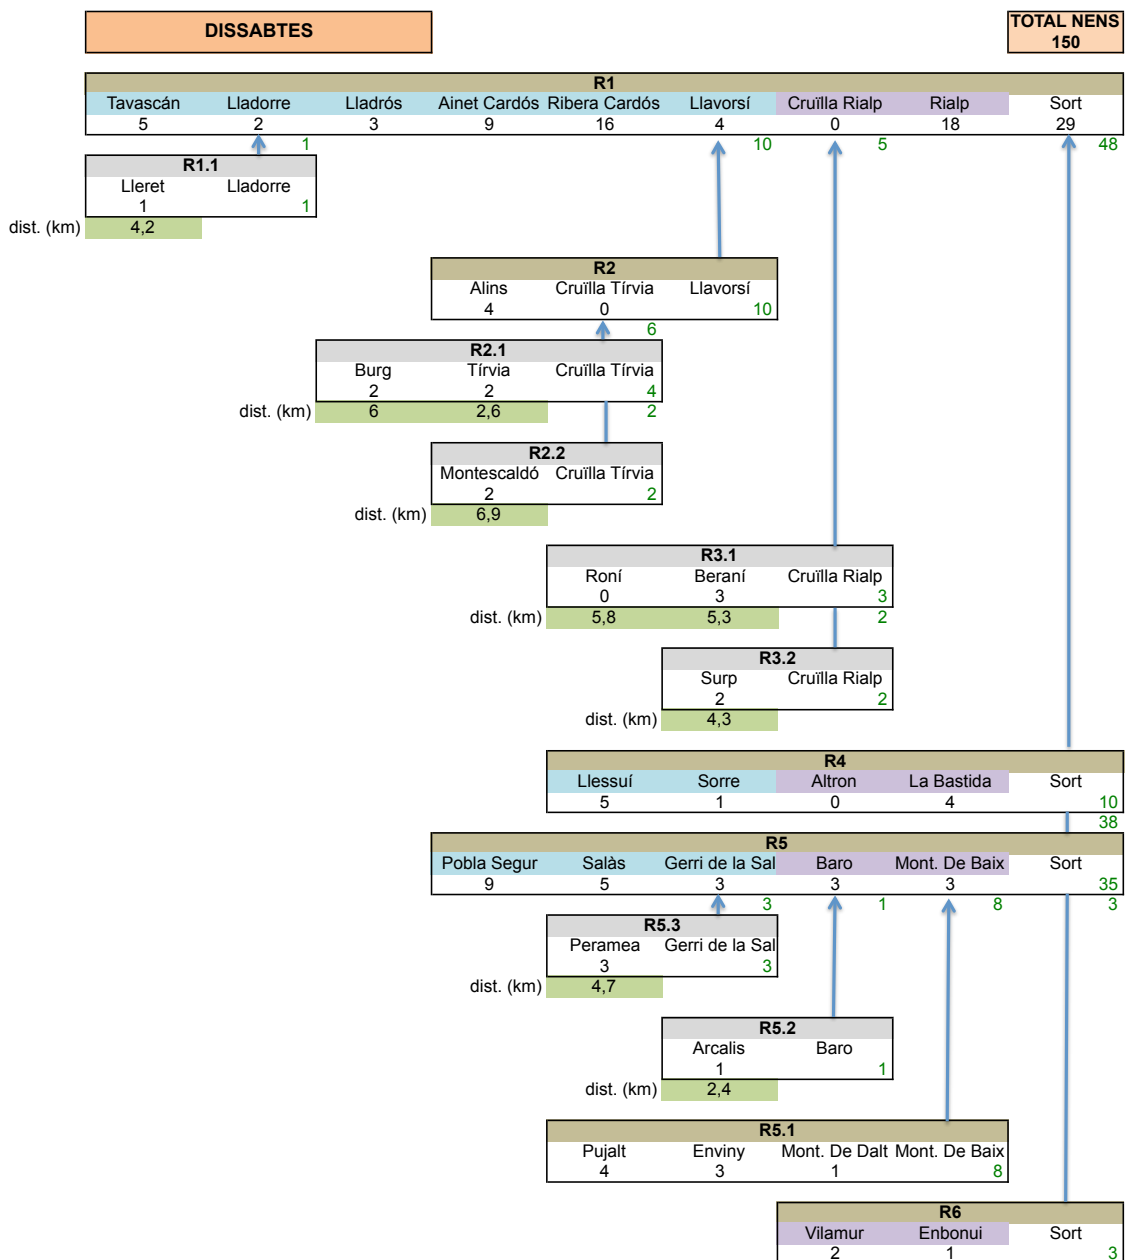 DISSABTES
TOTAL NENS
150
R1
Tavascán Lladorre Lladrós Ainet Cardós Ribera Cardós Llavorsí Cruïlla Rialp Rialp Sort
5 2 3 9 16 4 0 18 29
1 10 5 48
R1.1
Lleret Lladorre
1 1
dist. (km) 4,2
R2
Alins Cruïlla Tírvia Llavorsí
4 0 10
6
R2.1
Burg Tírvia Cruïlla Tírvia
2 2 4
dist. (km) 6 2,6 2
R2.2
Montescaldó Cruïlla Tírvia
2 2
dist. (km) 6,9
R3.1
Roní Beraní Cruïlla Rialp
0 3 3
dist. (km) 5,8 5,3 2
R3.2
Surp Cruïlla Rialp
2 2
dist. (km) 4,3
R4
Llessuí Sorre Altron La Bastida Sort
5 1 0 4 10
38
R5
Pobla Segur Salàs Gerri de la Sal Baro Mont. De Baix Sort
9 5 3 3 3 35
3 1 8 3
R5.3
Peramea Gerri de la Sal
3 3
dist. (km) 4,7
R5.2
Arcalis Baro
1 1
dist. (km) 2,4
R5.1
Pujalt Enviny Mont. De Dalt Mont. De Baix
4 3 1 8
R6
Vilamur Enbonui Sort
2 1 3